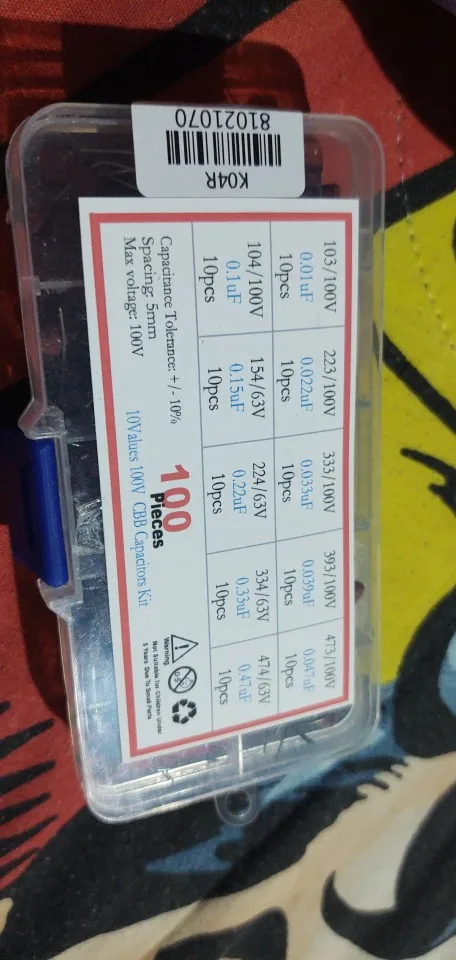 K04R
81021070
103/100V
0.01uF
10pcs
223/100V
0.022uF
10pcs
333/100V
0.033uF
10pcs
393/100V
0.039uF
10pcs
473/100V
0.047uF
10pcs
104/100V
0.1uF
10pcs
154/63V
0.15uF
10pcs
224/63V
0.22uF
10pcs
334/63V
0.33uF
10pcs
474/63V
0.47uF
10pcs
Capacitance Tolerance: +/- 10%
Spacing: 5mm
Max voltage: 100V
100
Pieces
10Values 100V CBB Capacitors Kit
Warning
Not Suitable for Children Under
3 Years Due To Small Parts